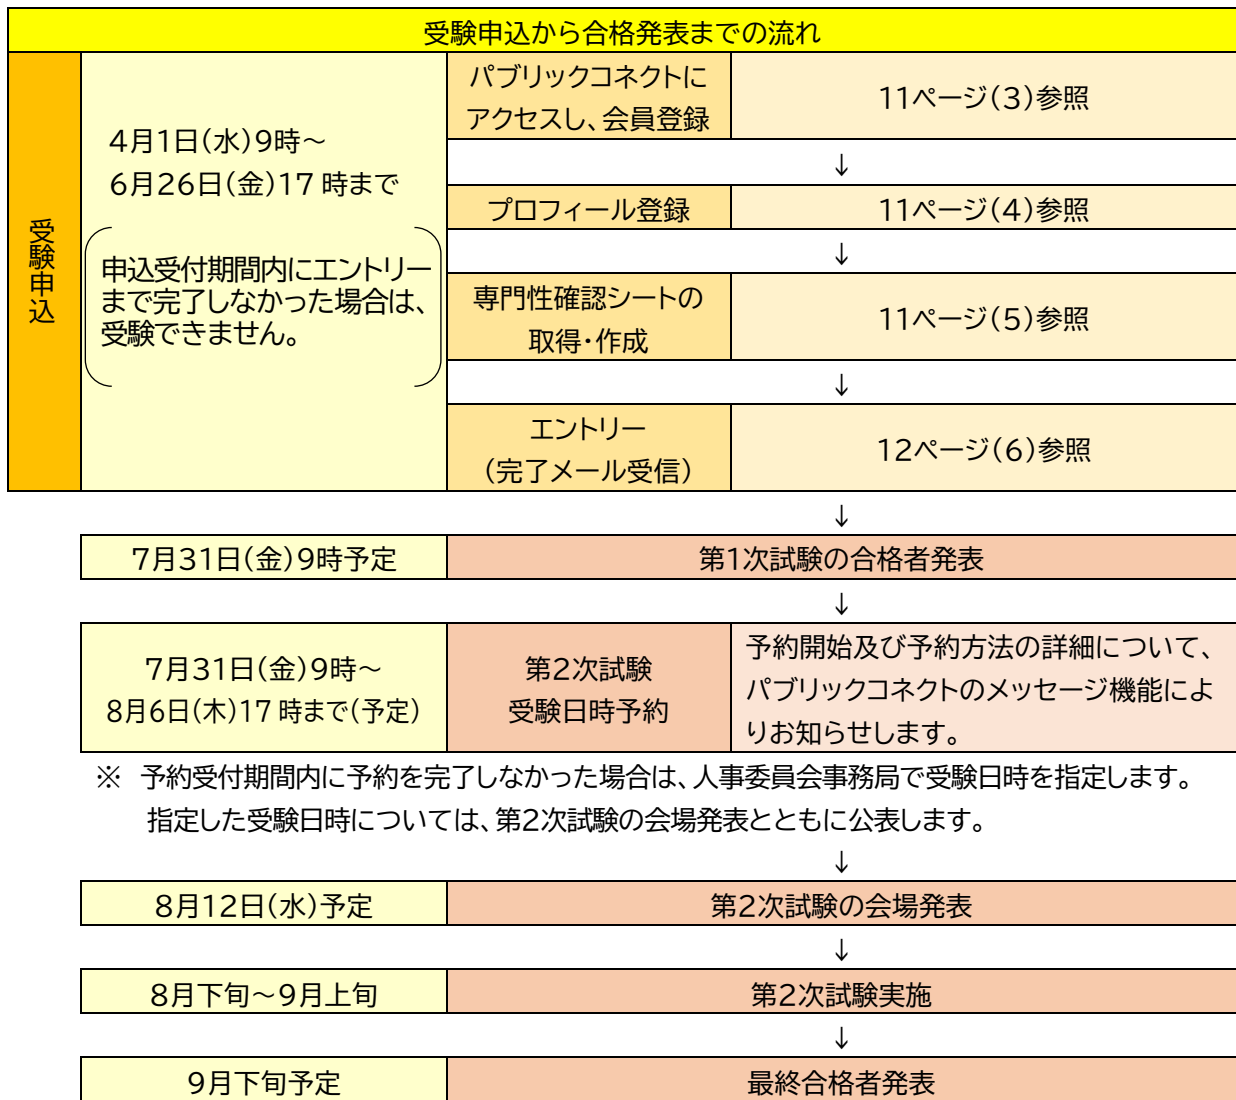 受験申込から合格発表までの流れ
受験申込
4月1日(水)9時～
6月26日(金)17時まで
申込受付期間内にエントリー
まで完了しなかった場合は、
受験できません。
パブリックコネクトに
アクセスし、会員登録
11ページ(3)参照
↓
プロフィール登録
11ページ(4)参照
↓
専門性確認シートの
取得・作成
11ページ(5)参照
↓
エントリー
(完了メール受信)
12ページ(6)参照
↓
7月31日(金)9時予定
第1次試験の合格者発表
↓
7月31日(金)9時～
8月6日(木)17時まで(予定)
第2次試験
受験日時予約
予約開始及び予約方法の詳細について、
パブリックコネクトのメッセージ機能によ
りお知らせします。
※ 予約受付期間内に予約を完了しなかった場合は、人事委員会事務局で受験日時を指定します。
指定した受験日時については、第2次試験の会場発表とともに公表します。
↓
8月12日(水)予定
第2次試験の会場発表
↓
8月下旬～9月上旬
第2次試験実施
↓
9月下旬予定
最終合格者発表